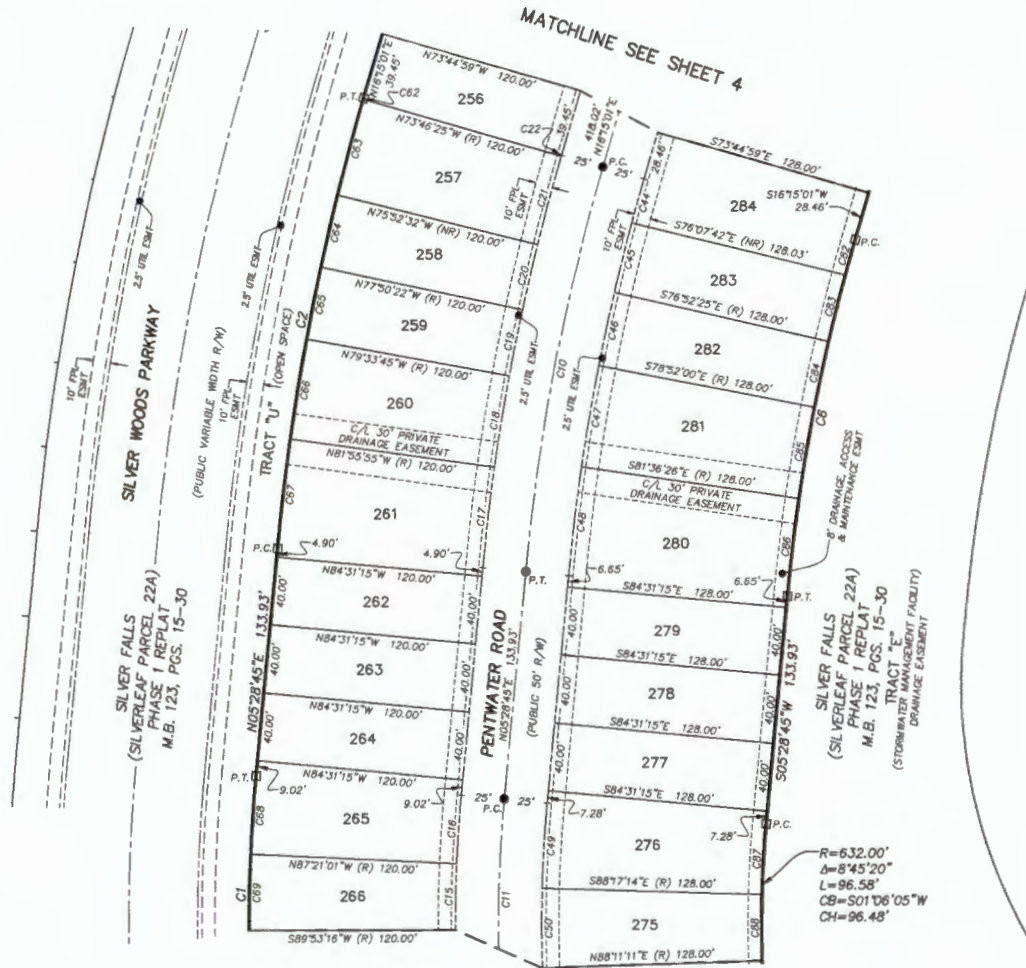 MATCHLINE SEE SHEET 4
N16°15'01"E
39.45'
P.T.
C62
N73°44'59"W 120.00'
256
N73°46'25"W (R) 120.00'
C22
39.45'
418.02'
N16°15'01"E
25'
P.C.
25'
28.46'
S73°44'59"E 128.00'
S16°15'01"W
28.46'
284
P.C.
C63
257
10' FPL
ESMT
C21
10' FPL
ESMT
C44
S76°07'42"E (NR) 128.03'
C82
N75°52'32"W (NR) 120.00'
C64
258
C20
C45
283
C83
2.5' UTIL ESMT
2.5' UTIL ESMT
N77°50'22"W (R) 120.00'
S76°52'25"E (R) 128.00'
C65
C2
259
C19
2.5' UTIL ESMT
C46
282
C84
N79°33'45"W (R) 120.00'
C10
S78°52'00"E (R) 128.00'
10' FPL
ESMT
SILVER WOODS PARKWAY
(PUBLIC VARIABLE WIDTH R/W)
10' FPL
ESMT
TRACT "U"
(OPEN SPACE)
C66
260
C18
2.5' UTIL ESMT
C47
281
C6
C85
C/L 30' PRIVATE
DRAINAGE EASEMENT
N81°55'55"W (R) 120.00'
S81°36'26"E (R) 128.00'
C/L 30' PRIVATE
DRAINAGE EASEMENT
8' DRAINAGE, ACCESS
& MAINTENANCE ESMT
C67
261
C17
C48
280
C86
P.C.
4.90'
4.90'
P.T.
6.65'
6.65'
P.T.
N84°31'15"W 120.00'
S84°31'15"E 128.00'
40.00'
262
40.00'
40.00'
279
40.00'
N84°31'15"W 120.00'
S84°31'15"E 128.00'
N05°28'45"E 133.93'
40.00'
263
40.00'
PENTWATER ROAD
N05°28'45"E 133.93'
(PUBLIC 50' R/W)
40.00'
278
40.00'
S05°28'45"W 133.93'
N84°31'15"W 120.00'
S84°31'15"E 128.00'
40.00'
264
40.00'
40.00'
277
40.00'
SILVER FALLS
(SILVERLEAF PARCEL 22A)
PHASE 1 REPLAT
M.B. 123, PGS. 15-30
SILVER FALLS
(SILVERLEAF PARCEL 22A)
PHASE 1 REPLAT
M.B. 123, PGS. 15-30
TRACT "E"
(STORMWATER MANAGEMENT FACILITY)
DRAINAGE EASEMENT
P.T.
N84°31'15"W 120.00'
S84°31'15"E 128.00'
9.02'
9.02'
25'
P.C.
25'
7.28'
7.28'
P.C.
C68
265
C16
C49
276
C87
N87°21'01"W (R) 120.00'
S88°17'14"E (R) 128.00'
C1
C69
266
C15
C11
C50
275
C88
S89°53'16"W (R) 120.00'
N88°11'11"E (R) 128.00'
R=632.00'
Δ=8°45'20"
L=96.58'
CB=S01°06'05"W
CH=96.48'